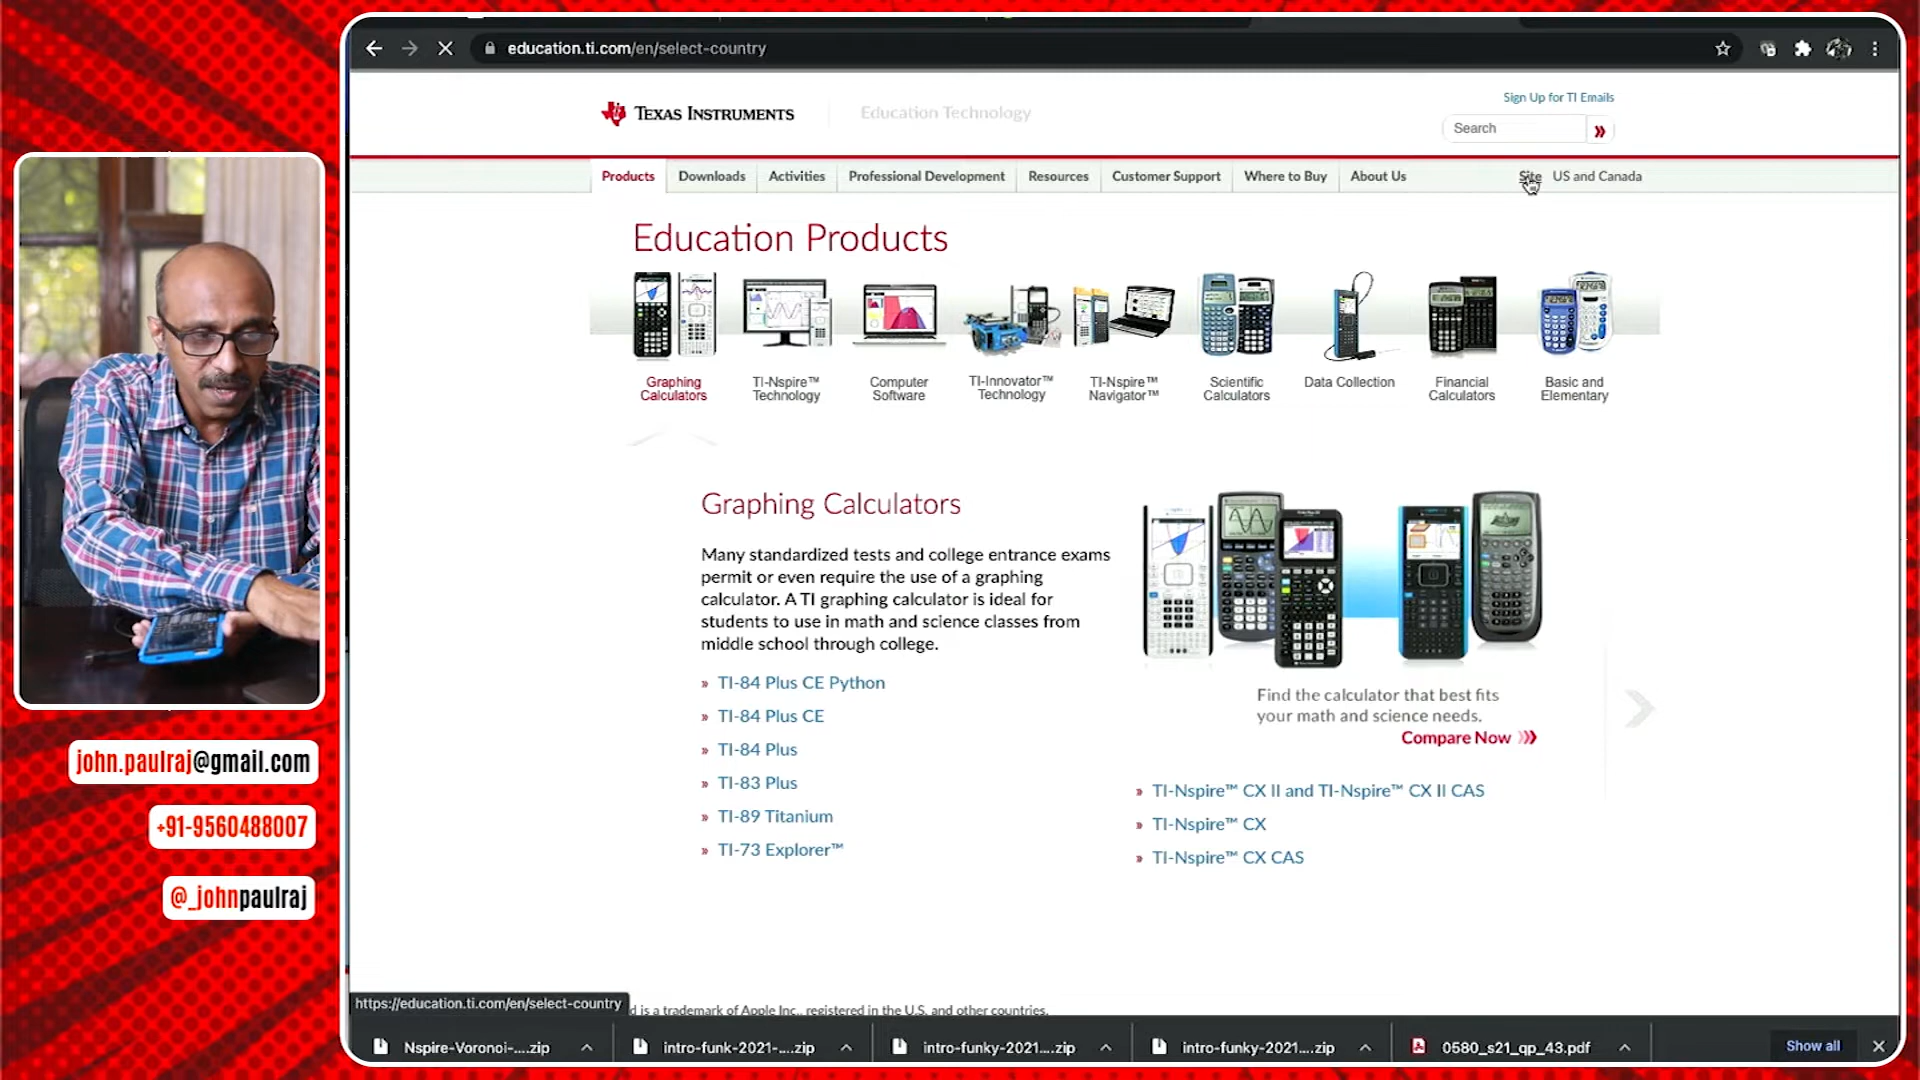 education.ti.com/en/select-country
Sign Up for TI Emails
TEXAS INSTRUMENTS
Education Technology
Search
Products
Downloads
Activities
Professional Development
Resources
Customer Support
Where to Buy
About Us
Site
US and Canada
Education Products
Graphing
Calculators
TI-Nspire™
Technology
Computer
Software
TI-Innovator™
Technology
TI-Nspire™
Navigator™
Scientific
Calculators
Data Collection
Financial
Calculators
Basic and
Elementary
Graphing Calculators
Many standardized tests and college entrance exams
permit or even require the use of a graphing
calculator. A TI graphing calculator is ideal for
students to use in math and science classes from
middle school through college.
» TI-84 Plus CE Python
» TI-84 Plus CE
» TI-84 Plus
» TI-83 Plus
» TI-89 Titanium
» TI-73 Explorer™
Find the calculator that best fits
your math and science needs.
Compare Now
» TI-Nspire™ CX II and TI-Nspire™ CX II CAS
» TI-Nspire™ CX
» TI-Nspire™ CX CAS
john.paulraj@gmail.com
+91-9560488007
@_johnpaulraj
https://education.ti.com/en/select-country
d is a trademark of Apple Inc., registered in the U.S. and other countries.
Nspire-Voronoi-....zip
intro-funk-2021-....zip
intro-funky-2021....zip
intro-funky-2021....zip
0580_s21_qp_43.pdf
Show all